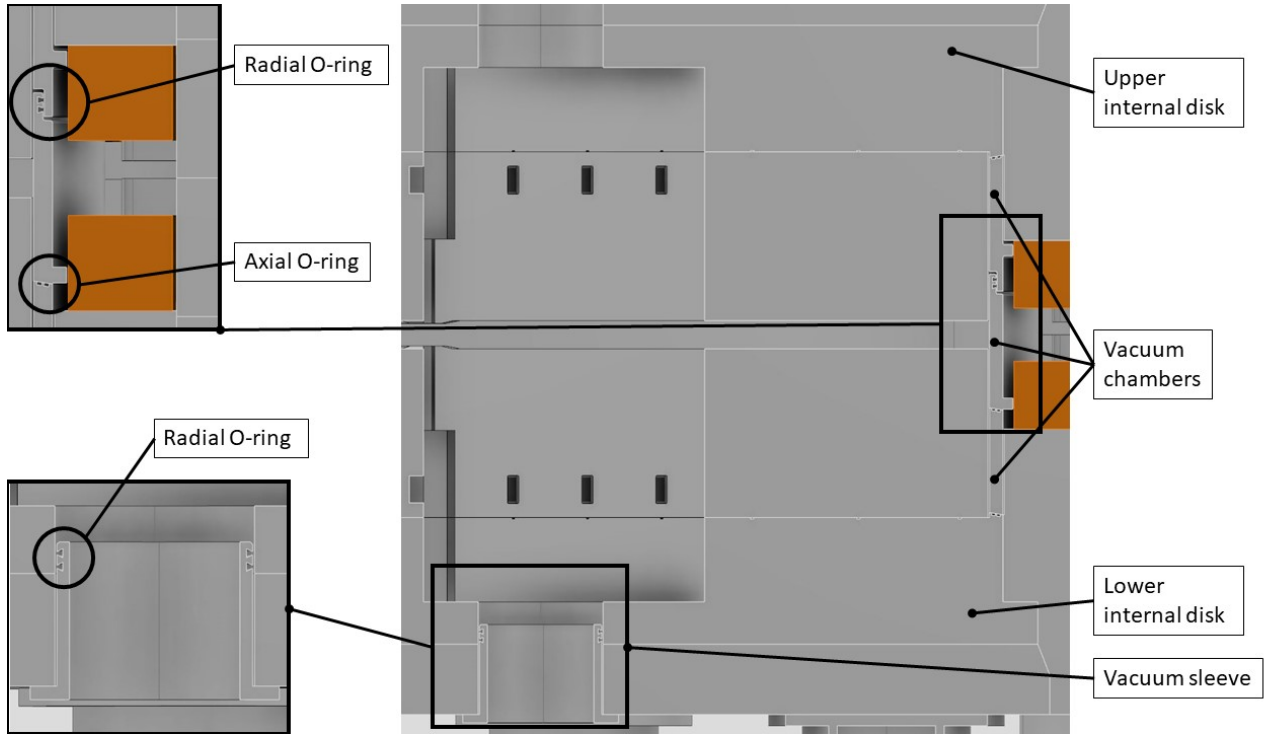 Radial O-ring
Axial O-ring
Radial O-ring
Upper
internal disk
Vacuum
chambers
Lower
internal disk
Vacuum sleeve